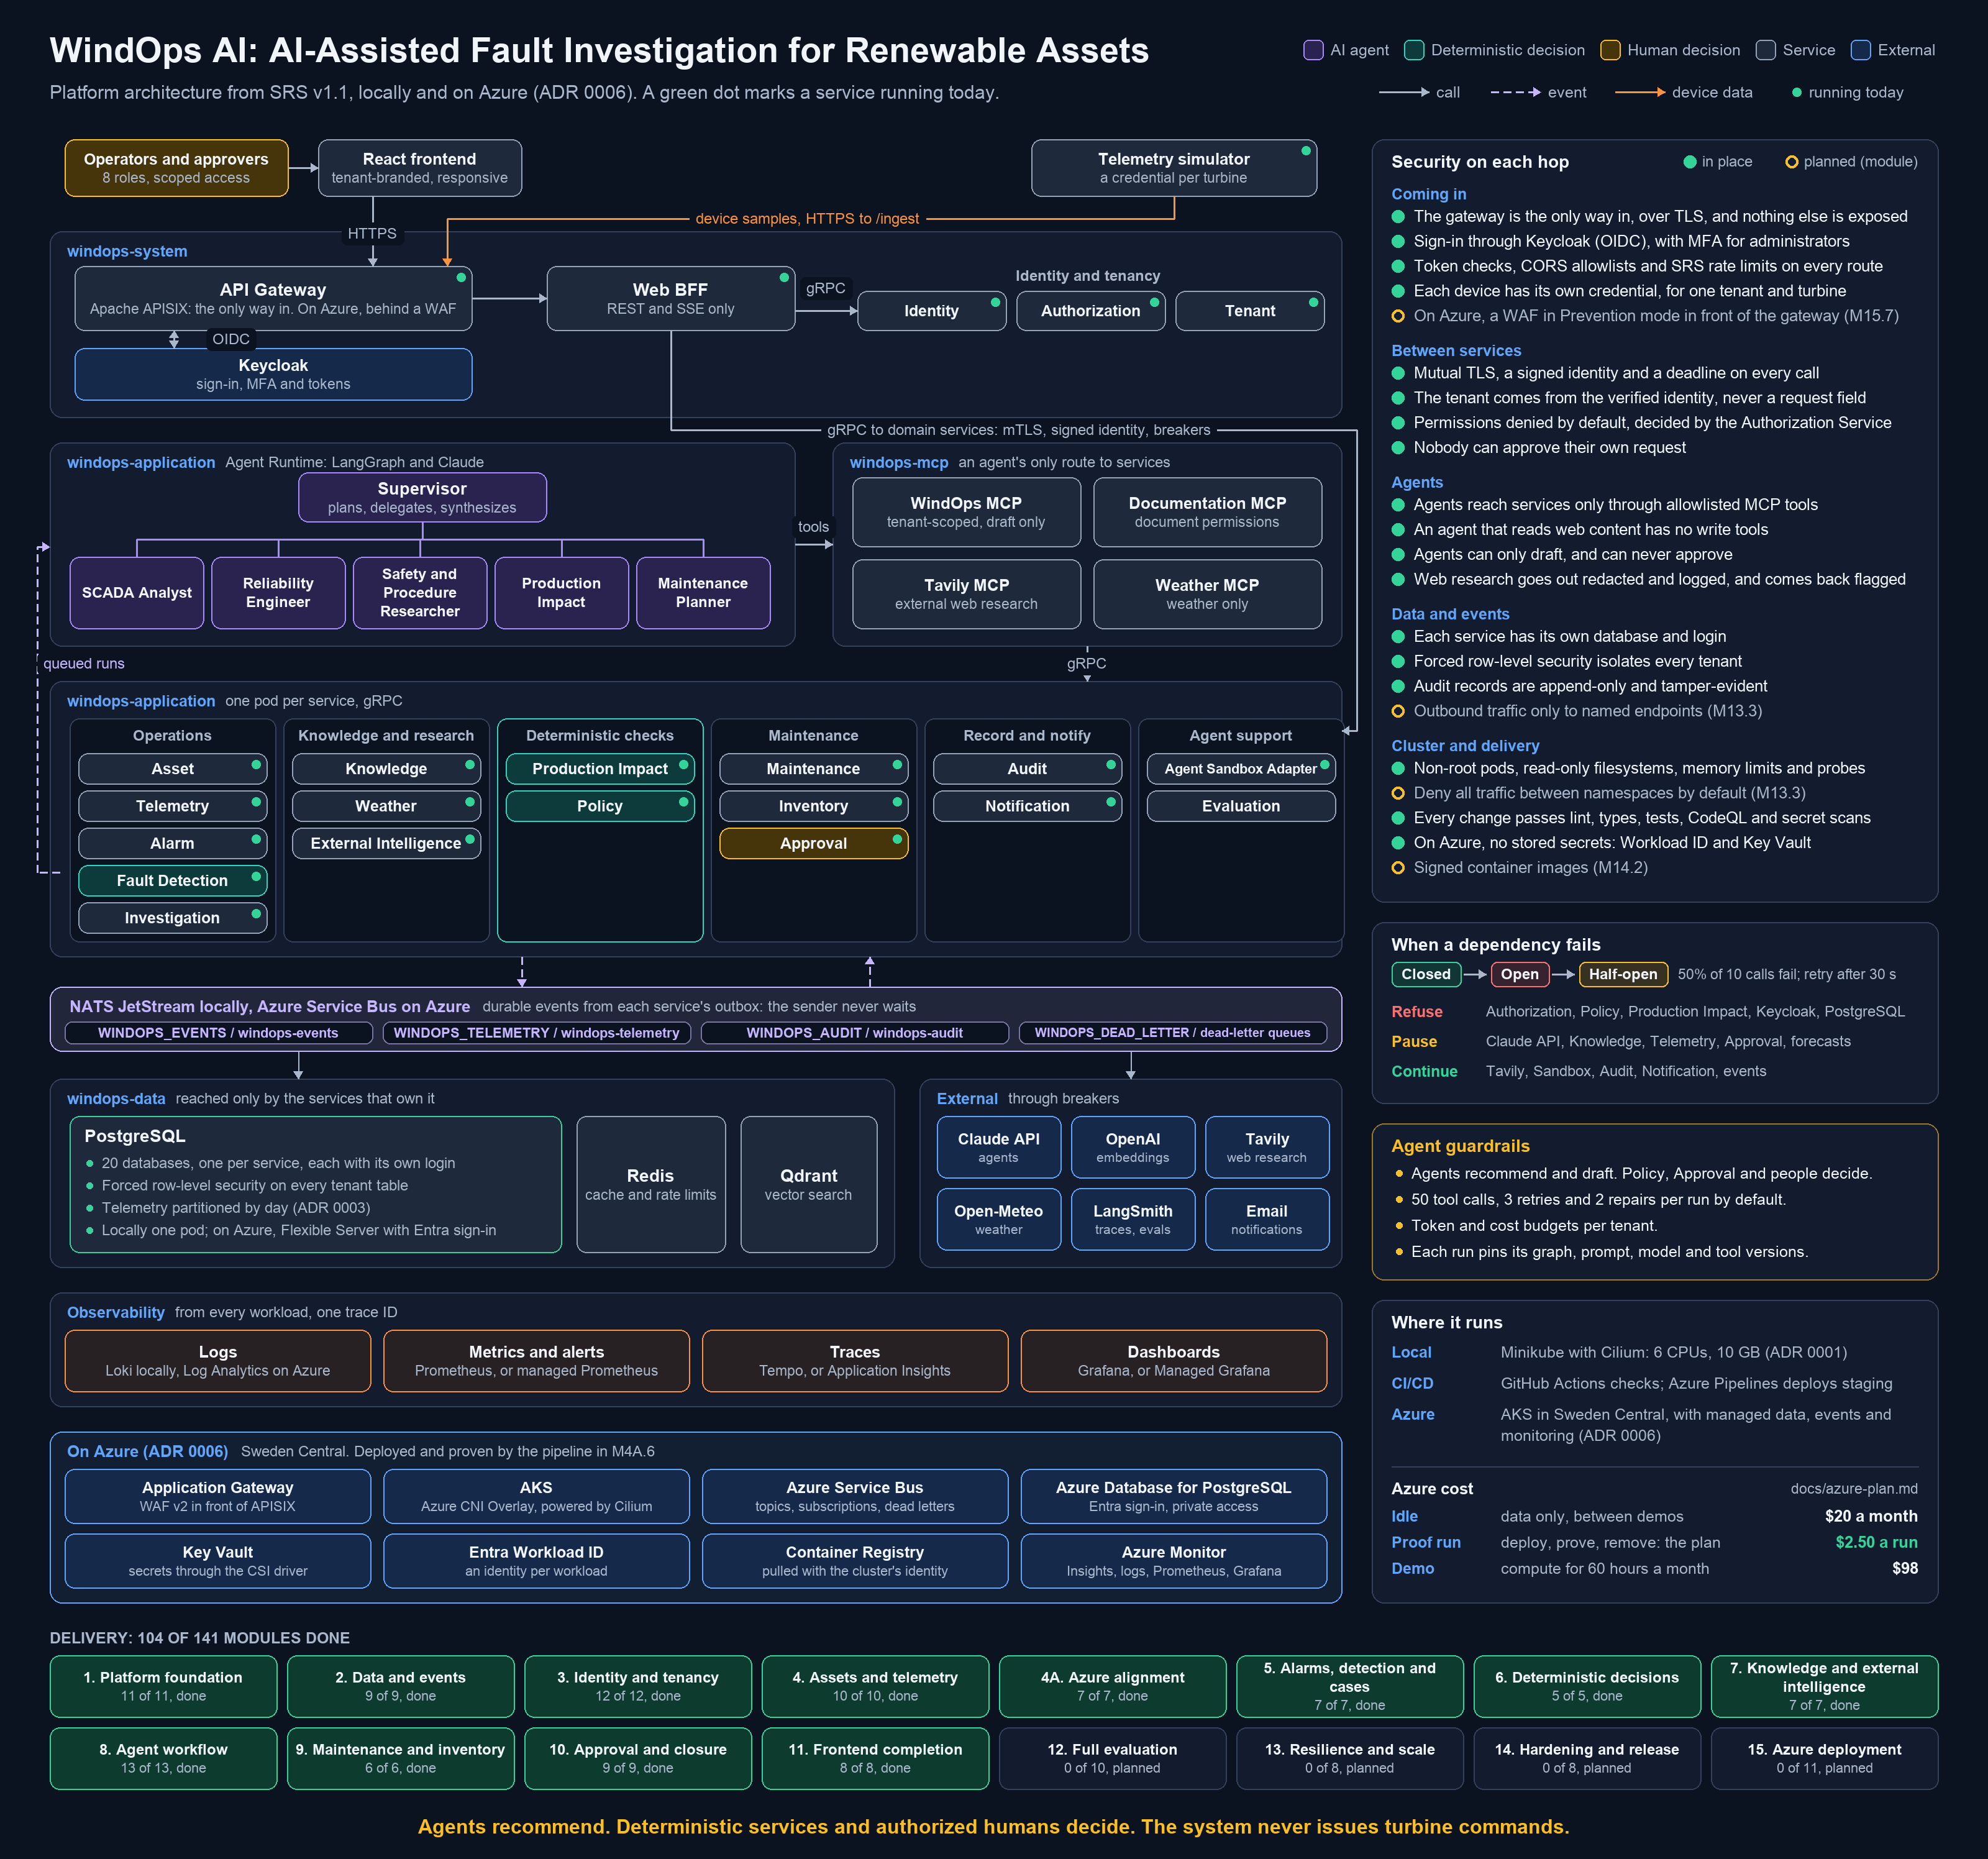 WindOps AI: AI-Assisted Fault Investigation for Renewable Assets
Platform architecture from SRS v1.1, locally and on Azure (ADR 0006). A green dot marks a service running today.
AI agent
Deterministic decision
Human decision
Service
External
call
event
device data
running today
Operators and approvers
8 roles, scoped access
React frontend
tenant-branded, responsive
Telemetry simulator
a credential per turbine
device samples, HTTPS to /ingest
HTTPS
windops-system
API Gateway
Apache APISIX: the only way in. On Azure, behind a WAF
Web BFF
REST and SSE only
gRPC
Identity and tenancy
Identity
Authorization
Tenant
OIDC
Keycloak
sign-in, MFA and tokens
gRPC to domain services: mTLS, signed identity, breakers
windops-application Agent Runtime: LangGraph and Claude
Supervisor
plans, delegates, synthesizes
SCADA Analyst
Reliability
Engineer
Safety and
Procedure
Researcher
Production
Impact
Maintenance
Planner
tools
windops-mcp an agent's only route to services
WindOps MCP
tenant-scoped, draft only
Documentation MCP
document permissions
Tavily MCP
external web research
Weather MCP
weather only
queued runs
gRPC
windops-application one pod per service, gRPC
Operations
Asset
Telemetry
Alarm
Fault Detection
Investigation
Knowledge and research
Knowledge
Weather
External Intelligence
Deterministic checks
Production Impact
Policy
Maintenance
Maintenance
Inventory
Approval
Record and notify
Audit
Notification
Agent support
Agent Sandbox Adapter
Evaluation
NATS JetStream locally, Azure Service Bus on Azure durable events from each service's outbox: the sender never waits
WINDOPS_EVENTS / windops-events
WINDOPS_TELEMETRY / windops-telemetry
WINDOPS_AUDIT / windops-audit
WINDOPS_DEAD_LETTER / dead-letter queues
windops-data reached only by the services that own it
PostgreSQL
20 databases, one per service, each with its own login
Forced row-level security on every tenant table
Telemetry partitioned by day (ADR 0003)
Locally one pod; on Azure, Flexible Server with Entra sign-in
Redis
cache and rate limits
Qdrant
vector search
External through breakers
Claude API
agents
OpenAI
embeddings
Tavily
web research
Open-Meteo
weather
LangSmith
traces, evals
Email
notifications
Observability from every workload, one trace ID
Logs
Loki locally, Log Analytics on Azure
Metrics and alerts
Prometheus, or managed Prometheus
Traces
Tempo, or Application Insights
Dashboards
Grafana, or Managed Grafana
On Azure (ADR 0006) Sweden Central. Deployed and proven by the pipeline in M4A.6
Application Gateway
WAF v2 in front of APISIX
AKS
Azure CNI Overlay, powered by Cilium
Azure Service Bus
topics, subscriptions, dead letters
Azure Database for PostgreSQL
Entra sign-in, private access
Key Vault
secrets through the CSI driver
Entra Workload ID
an identity per workload
Container Registry
pulled with the cluster's identity
Azure Monitor
Insights, logs, Prometheus, Grafana
Security on each hop
in place
planned (module)
Coming in
The gateway is the only way in, over TLS, and nothing else is exposed
Sign-in through Keycloak (OIDC), with MFA for administrators
Token checks, CORS allowlists and SRS rate limits on every route
Each device has its own credential, for one tenant and turbine
On Azure, a WAF in Prevention mode in front of the gateway (M15.7)
Between services
Mutual TLS, a signed identity and a deadline on every call
The tenant comes from the verified identity, never a request field
Permissions denied by default, decided by the Authorization Service
Nobody can approve their own request
Agents
Agents reach services only through allowlisted MCP tools
An agent that reads web content has no write tools
Agents can only draft, and can never approve
Web research goes out redacted and logged, and comes back flagged
Data and events
Each service has its own database and login
Forced row-level security isolates every tenant
Audit records are append-only and tamper-evident
Outbound traffic only to named endpoints (M13.3)
Cluster and delivery
Non-root pods, read-only filesystems, memory limits and probes
Deny all traffic between namespaces by default (M13.3)
Every change passes lint, types, tests, CodeQL and secret scans
On Azure, no stored secrets: Workload ID and Key Vault
Signed container images (M14.2)
When a dependency fails
Closed
Open
Half-open
50% of 10 calls fail; retry after 30 s
Refuse Authorization, Policy, Production Impact, Keycloak, PostgreSQL
Pause Claude API, Knowledge, Telemetry, Approval, forecasts
Continue Tavily, Sandbox, Audit, Notification, events
Agent guardrails
Agents recommend and draft. Policy, Approval and people decide.
50 tool calls, 3 retries and 2 repairs per run by default.
Token and cost budgets per tenant.
Each run pins its graph, prompt, model and tool versions.
Where it runs
Local Minikube with Cilium: 6 CPUs, 10 GB (ADR 0001)
CI/CD GitHub Actions checks; Azure Pipelines deploys staging
Azure AKS in Sweden Central, with managed data, events and
monitoring (ADR 0006)
Azure cost docs/azure-plan.md
Idle data only, between demos $20 a month
Proof run deploy, prove, remove: the plan $2.50 a run
Demo compute for 60 hours a month $98
DELIVERY: 104 OF 141 MODULES DONE
1. Platform foundation
11 of 11, done
2. Data and events
9 of 9, done
3. Identity and tenancy
12 of 12, done
4. Assets and telemetry
10 of 10, done
4A. Azure alignment
7 of 7, done
5. Alarms, detection and
cases
7 of 7, done
6. Deterministic decisions
5 of 5, done
7. Knowledge and external
intelligence
7 of 7, done
8. Agent workflow
13 of 13, done
9. Maintenance and inventory
6 of 6, done
10. Approval and closure
9 of 9, done
11. Frontend completion
8 of 8, done
12. Full evaluation
0 of 10, planned
13. Resilience and scale
0 of 8, planned
14. Hardening and release
0 of 8, planned
15. Azure deployment
0 of 11, planned
Agents recommend. Deterministic services and authorized humans decide. The system never issues turbine commands.